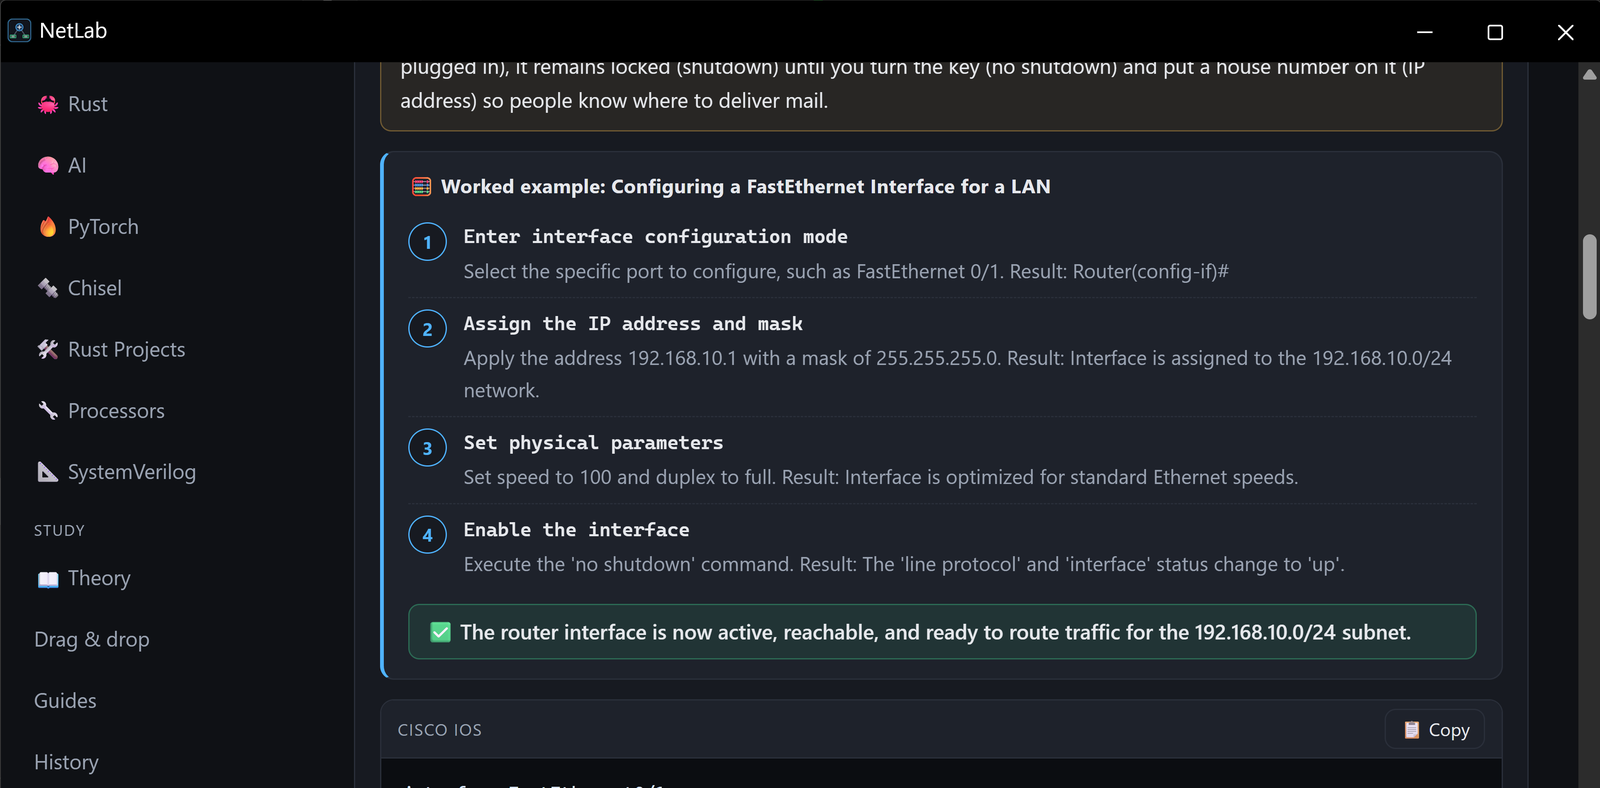 NetLab
Rust
AI
PyTorch
Chisel
Rust Projects
Processors
SystemVerilog
STUDY
Theory
Drag & drop
Guides
History
plugged in), it remains locked (shutdown) until you turn the key (no shutdown) and put a house number on it (IP
address) so people know where to deliver mail.
Worked example: Configuring a FastEthernet Interface for a LAN
1
Enter interface configuration mode
Select the specific port to configure, such as FastEthernet 0/1. Result: Router(config-if)#
2
Assign the IP address and mask
Apply the address 192.168.10.1 with a mask of 255.255.255.0. Result: Interface is assigned to the 192.168.10.0/24
network.
3
Set physical parameters
Set speed to 100 and duplex to full. Result: Interface is optimized for standard Ethernet speeds.
4
Enable the interface
Execute the 'no shutdown' command. Result: The 'line protocol' and 'interface' status change to 'up'.
The router interface is now active, reachable, and ready to route traffic for the 192.168.10.0/24 subnet.
CISCO IOS
Copy